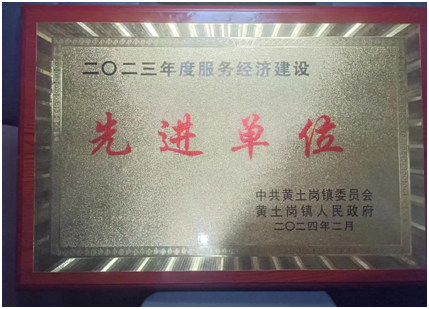 二〇二三年度服务经济建设
先进单位
中共黄土岗镇委员会
黄土岗镇人民政府
二〇二四年二月